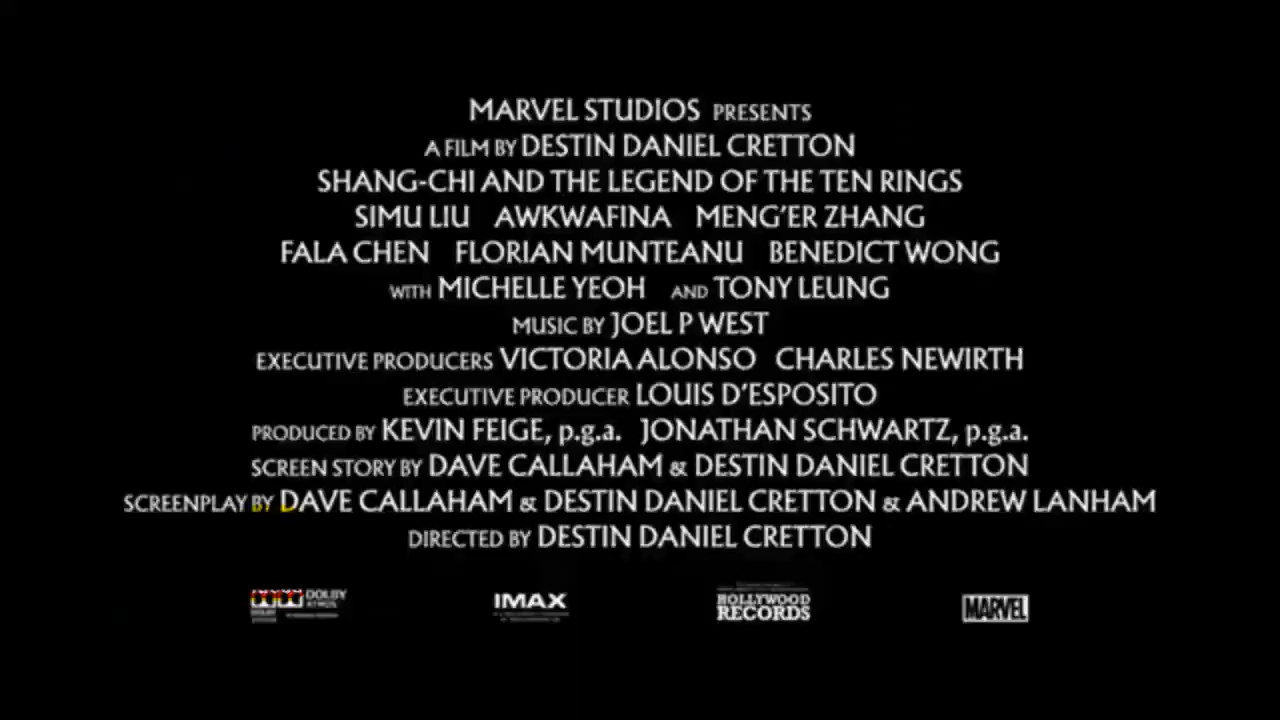 MARVEL STUDIOS PRESENTS
A FILM BY DESTIN DANIEL CRETTON
SHANG-CHI AND THE LEGEND OF THE TEN RINGS
SIMU LIU AWKWAFINA MENG'ER ZHANG
FALA CHEN FLORIAN MUNTEANU BENEDICT WONG
WITH MICHELLE YEOH AND TONY LEUNG
MUSIC BY JOEL P WEST
EXECUTIVE PRODUCERS VICTORIA ALONSO CHARLES NEWIRTH
EXECUTIVE PRODUCER LOUIS D'ESPOSITO
PRODUCED BY KEVIN FEIGE, p.g.a. JONATHAN SCHWARTZ, p.g.a.
SCREEN STORY BY DAVE CALLAHAM & DESTIN DANIEL CRETTON
SCREENPLAY BY DAVE CALLAHAM & DESTIN DANIEL CRETTON & ANDREW LANHAM
DIRECTED BY DESTIN DANIEL CRETTON
DOLBY ATMOS IMAX HOLLYWOOD RECORDS MARVEL